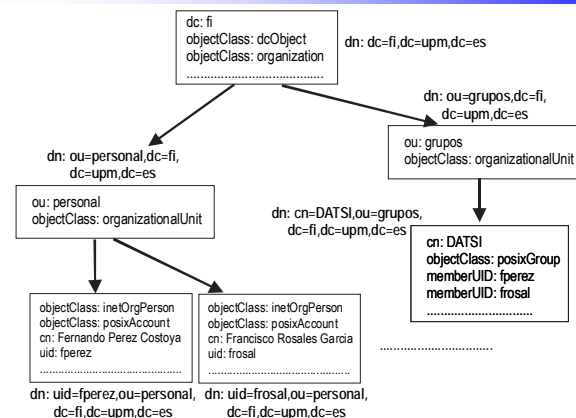 dc: fi
objectClass: dcObject
objectClass: organization
..........................................
dn: dc=fi,dc=upm,dc=es
dn: ou=grupos,dc=fi,
dc=upm,dc=es
ou: grupos
objectClass: organizationalUnit
dn: ou=personal,dc=fi,
dc=upm,dc=es
ou: personal
objectClass: organizationalUnit
dn: cn=DATSI,ou=grupos,
dc=fi,dc=upm,dc=es
cn: DATSI
objectClass: posixGroup
memberUID: fperez
memberUID: frosal
................................
objectClass: inetOrgPerson
objectClass: posixAccount
cn: Fernando Perez Costoya
uid: fperez
............................................
dn: uid=fperez,ou=personal,
dc=fi,dc=upm,dc=es
objectClass: inetOrgPerson
objectClass: posixAccount
cn: Francisco Rosales Garcia
uid: frosal
............................................
dn: uid=frosal,ou=personal,
dc=fi,dc=upm,dc=es
..................................